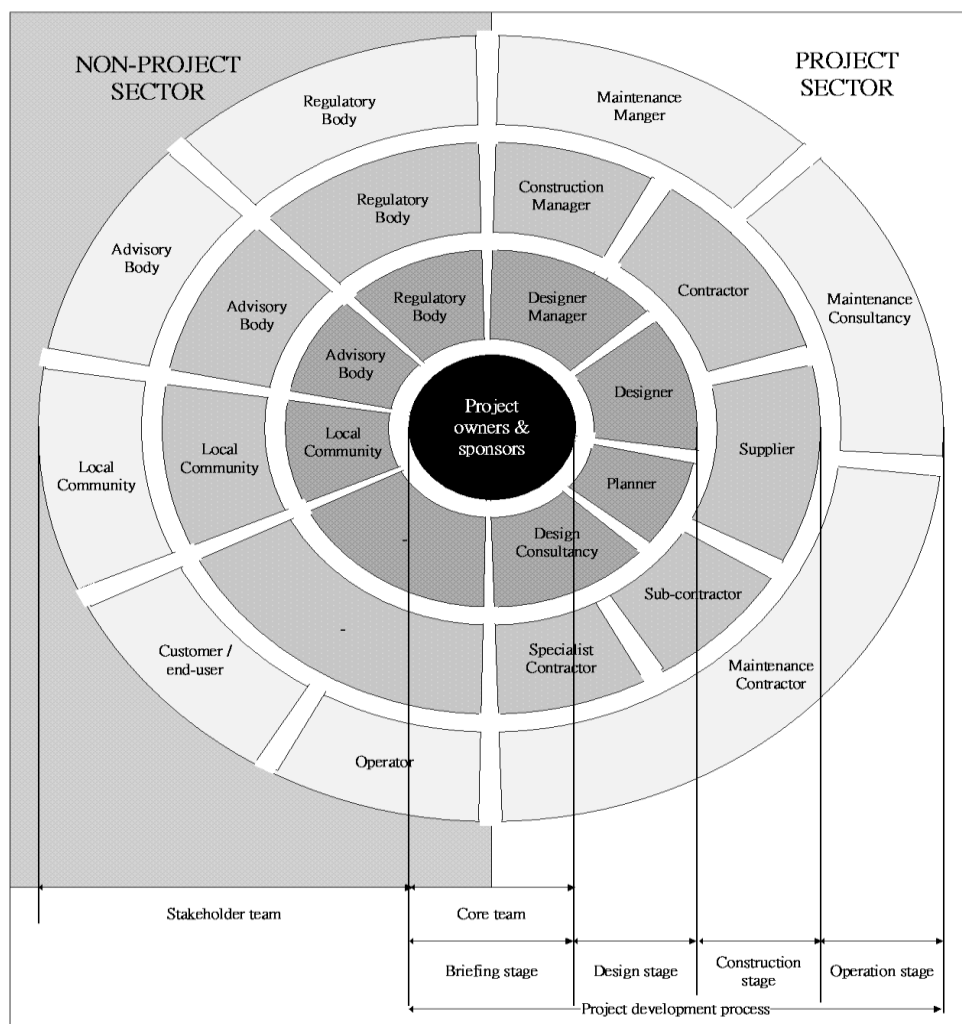 NON-PROJECT
SECTOR
PROJECT
SECTOR
Regulatory
Body
Maintenance
Manger
Regulatory
Body
Construction
Manager
Advisory
Body
Advisory
Body
Regulatory
Body
Designer
Manager
Contractor
Maintenance
Consultancy
Advisory
Body
Designer
Project
owners &
sponsors
Local
Community
Local
Community
Local
Community
Supplier
Planner
Design
Consultancy
-
Sub-contractor
-
Customer /
end-user
Specialist
Contractor
Maintenance
Contractor
Operator
Stakeholder team
Core team
Briefing stage
Design stage
Construction
stage
Operation stage
Project development process